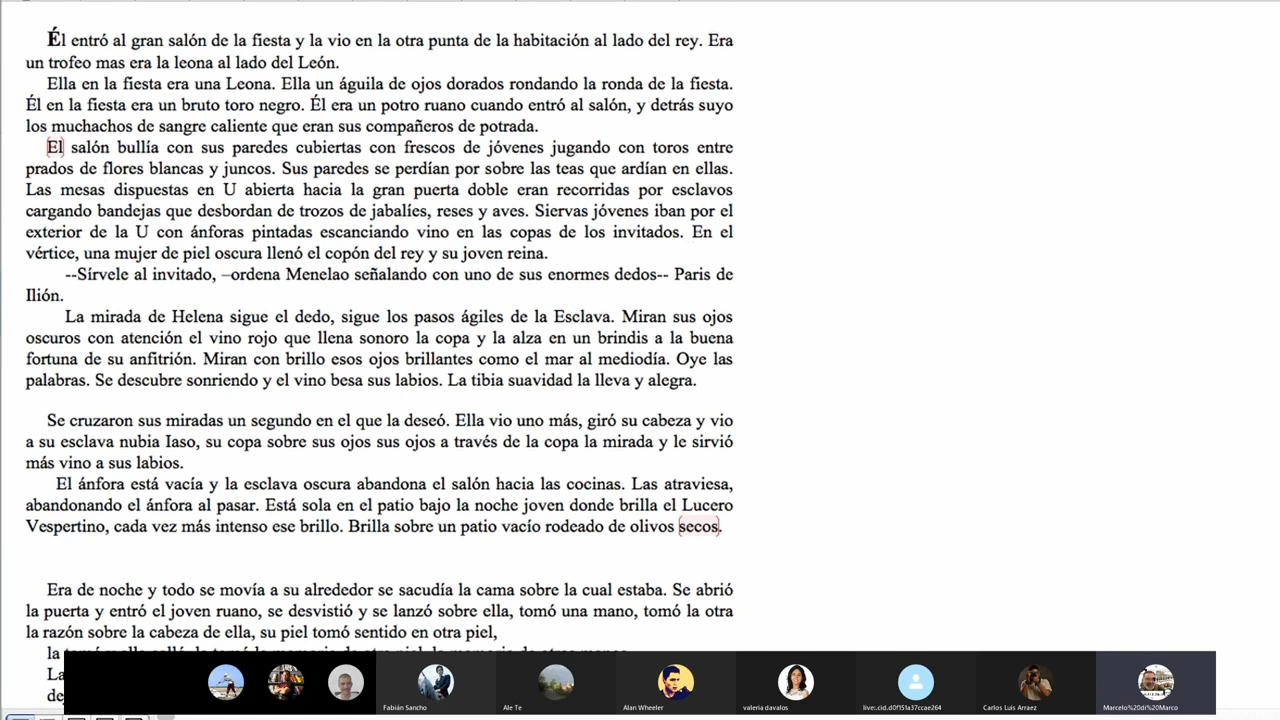 Él entró al gran salón de la fiesta y la vio en la otra punta de la habitación al lado del rey. Era
un trofeo mas era la leona al lado del León.
Ella en la fiesta era una Leona. Ella un águila de ojos dorados rondando la ronda de la fiesta.
Él en la fiesta era un bruto toro negro. Él era un potro ruano cuando entró al salón, y detrás suyo
los muchachos de sangre caliente que eran sus compañeros de potrada.
El salón bullía con sus paredes cubiertas con frescos de jóvenes jugando con toros entre
prados de flores blancas y juncos. Sus paredes se perdían por sobre las teas que ardían en ellas.
Las mesas dispuestas en U abierta hacia la gran puerta doble eran recorridas por esclavos
cargando bandejas que desbordan de trozos de jabalíes, reses y aves. Siervas jóvenes iban por el
exterior de la U con ánforas pintadas escanciando vino en las copas de los invitados. En el
vértice, una mujer de piel oscura llenó el copón del rey y su joven reina.
--Sírvele al invitado, –ordena Menelao señalando con uno de sus enormes dedos-- Paris de
Ilión.
La mirada de Helena sigue el dedo, sigue los pasos ágiles de la Esclava. Miran sus ojos
oscuros con atención el vino rojo que llena sonoro la copa y la alza en un brindis a la buena
fortuna de su anfitrión. Miran con brillo esos ojos brillantes como el mar al mediodía. Oye las
palabras. Se descubre sonriendo y el vino besa sus labios. La tibia suavidad la lleva y alegra.
Se cruzaron sus miradas un segundo en el que la deseó. Ella vio uno más, giró su cabeza y vio
a su esclava nubia Iaso, su copa sobre sus ojos sus ojos a través de la copa la mirada y le sirvió
más vino a sus labios.
El ánfora está vacía y la esclava oscura abandona el salón hacia las cocinas. Las atraviesa,
abandonando el ánfora al pasar. Está sola en el patio bajo la noche joven donde brilla el Lucero
Vespertino, cada vez más intenso ese brillo. Brilla sobre un patio vacío rodeado de olivos secos.
Era de noche y todo se movía a su alrededor se sacudía la cama sobre la cual estaba. Se abrió
la puerta y entró el joven ruano, se desvistió y se lanzó sobre ella, tomó una mano, tomó la otra
la razón sobre la cabeza de ella, su piel tomó sentido en otra piel,
la
La
de
Fabián Sancho
Ale Te
Alan Wheeler
valeria davalos
live:.cid.d0f151a37ccae264
Carlos Luis Arraez
Marcelo%20di%20Marco